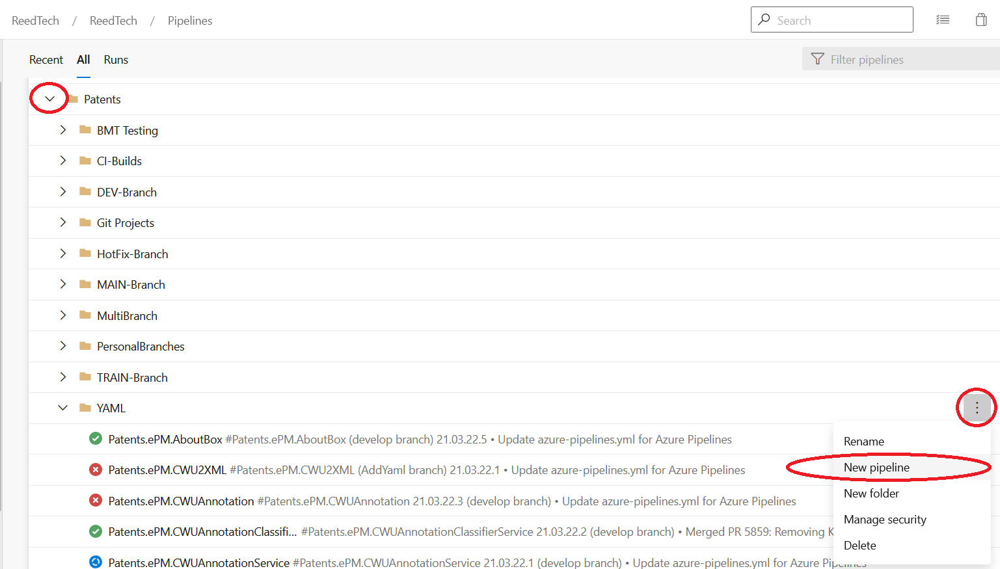 ReedTech / ReedTech / Pipelines
Search
Recent All Runs
Filter pipelines
Patents
BMT Testing
CI-Builds
DEV-Branch
Git Projects
HotFix-Branch
MAIN-Branch
MultiBranch
PersonalBranches
TRAIN-Branch
YAML
Patents.ePM.AboutBox #Patents.ePM.AboutBox (develop branch) 21.03.22.5 • Update azure-pipelines.yml for Azure Pipelines
Patents.ePM.CWU2XML #Patents.ePM.CWU2XML (AddYaml branch) 21.03.22.1 • Update azure-pipelines.yml for Azure Pipelines
Patents.ePM.CWUAnnotation #Patents.ePM.CWUAnnotation 21.03.22.3 (develop branch) • Update azure-pipelines.yml for Azure Pipelines
Patents.ePM.CWUAnnotationClassifi... #Patents.ePM.CWUAnnotationClassifierService 21.03.22.2 (develop branch) • Merged PR 5859: Removing K
Patents.ePM.CWUAnnotationService #Patents.ePM.CWUAnnotationService 21.03.22.1 (develop branch) • Update azure-pipelines.yml for Azure Pipelines
Rename
New pipeline
New folder
Manage security
Delete